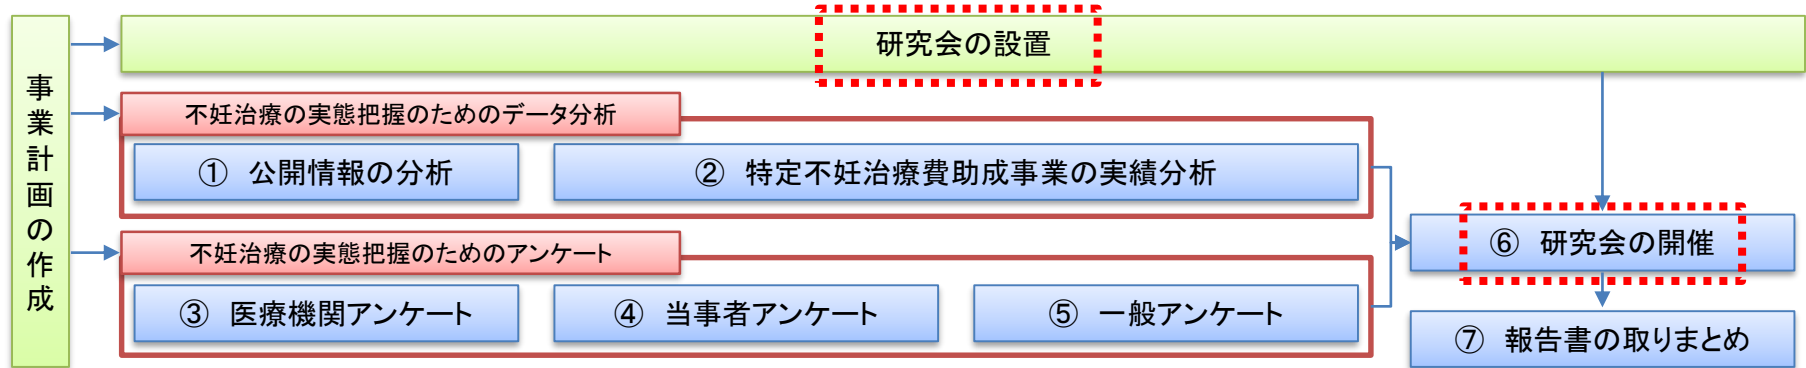 事業計画の作成
研究会の設置
不妊治療の実態把握のためのデータ分析
① 公開情報の分析
② 特定不妊治療費助成事業の実績分析
不妊治療の実態把握のためのアンケート
③ 医療機関アンケート
④ 当事者アンケート
⑤ 一般アンケート
⑥ 研究会の開催
⑦ 報告書の取りまとめ